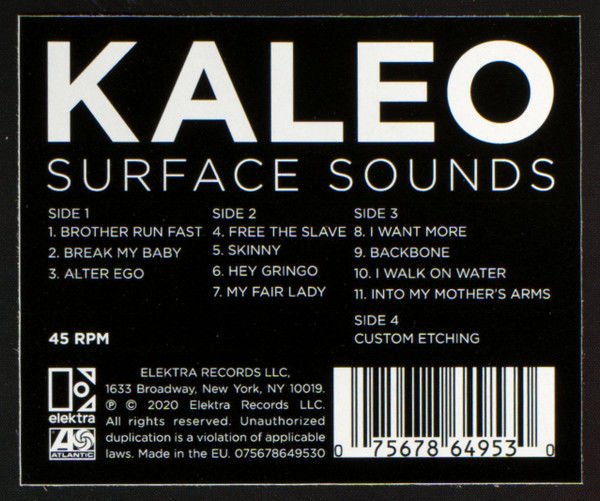 KALEO
SURFACE SOUNDS
SIDE 1
1. BROTHER RUN FAST
2. BREAK MY BABY
3. ALTER EGO
SIDE 2
4. FREE THE SLAVE
5. SKINNY
6. HEY GRINGO
7. MY FAIR LADY
SIDE 3
8. I WANT MORE
9. BACKBONE
10. I WALK ON WATER
11. INTO MY MOTHER'S ARMS
SIDE 4
CUSTOM ETCHING
45 RPM
elektra
ATLANTIC
ELEKTRA RECORDS LLC,
1633 Broadway, New York, NY 10019.
℗ © 2020 Elektra Records LLC.
All rights reserved. Unauthorized
duplication is a violation of applicable
laws. Made in the EU. 075678649530
0 75678 64953 0